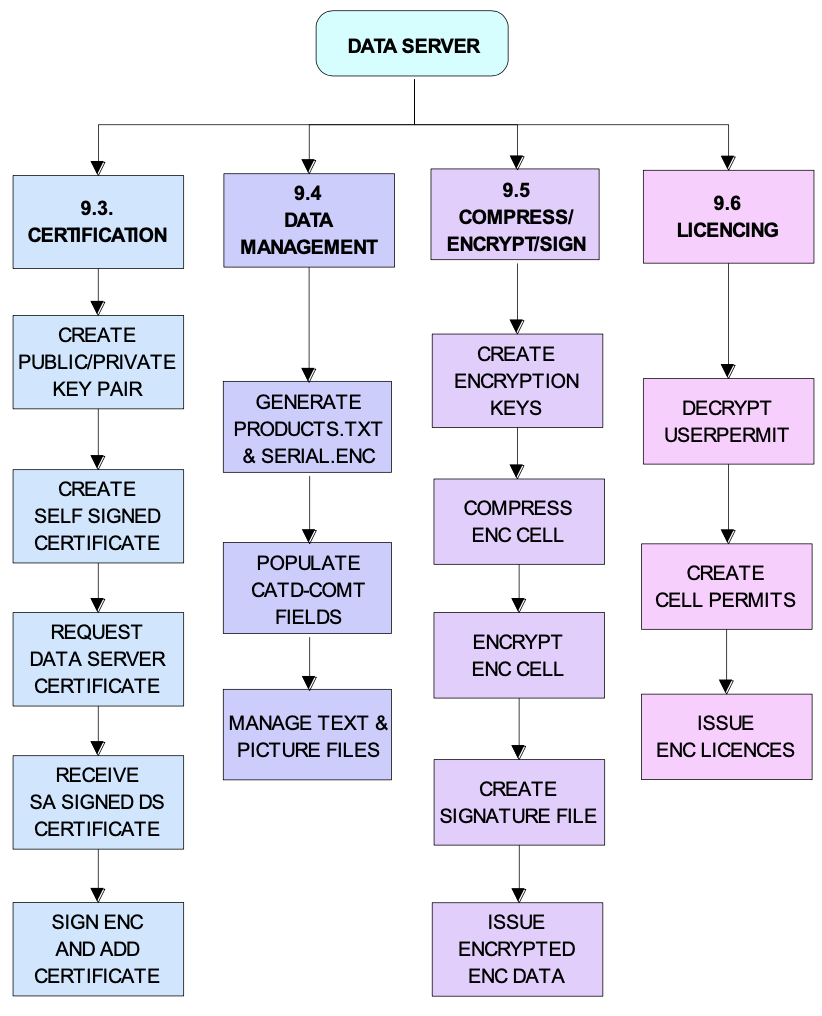 DATA SERVER
9.3.
CERTIFICATION
CREATE
PUBLIC/PRIVATE
KEY PAIR
CREATE
SELF SIGNED
CERTIFICATE
REQUEST
DATA SERVER
CERTIFICATE
RECEIVE
SA SIGNED DS
CERTIFICATE
SIGN ENC
AND ADD
CERTIFICATE
9.4
DATA
MANAGEMENT
GENERATE
PRODUCTS.TXT
& SERIAL.ENC
POPULATE
CATD-COMT
FIELDS
MANAGE TEXT &
PICTURE FILES
9.5
COMPRESS/
ENCRYPT/SIGN
CREATE
ENCRYPTION
KEYS
COMPRESS
ENC CELL
ENCRYPT
ENC CELL
CREATE
SIGNATURE FILE
ISSUE
ENCRYPTED
ENC DATA
9.6
LICENCING
DECRYPT
USERPERMIT
CREATE
CELL PERMITS
ISSUE
ENC LICENCES